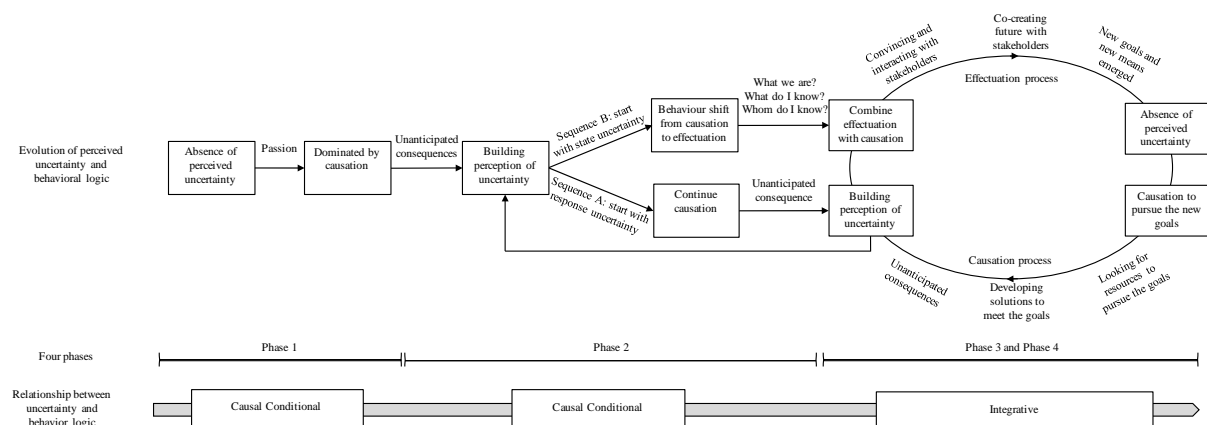 Co-creating
future with
stakeholders
Convincing and
interacting with
stakeholders
New goals and
new means
emerged
Effectuation process
What we are?
What do I know?
Whom do I know?
Sequence B: start
with state uncertainty
Behaviour shift
from causation
to effectuation
Combine
effectuation
with causation
Absence of
perceived
uncertainty
Evolution of perceived
uncertainty and
behavioral logic
Absence of
perceived
uncertainty
Passion
Dominated by
causation
Unanticipated
consequences
Building
perception of
uncertainty
Sequence A: start with
response uncertainty
Continue
causation
Unanticipated
consequence
Building
perception of
uncertainty
Causation to
pursue the new
goals
Causation process
Unanticipated
consequences
Developing
solutions to
meet the goals
Looking for
resources to
pursue the goals
Four phases
Phase 1
Phase 2
Phase 3 and Phase 4
Relationship between
uncertainty and
behavior logic
Causal Conditional
Causal Conditional
Integrative